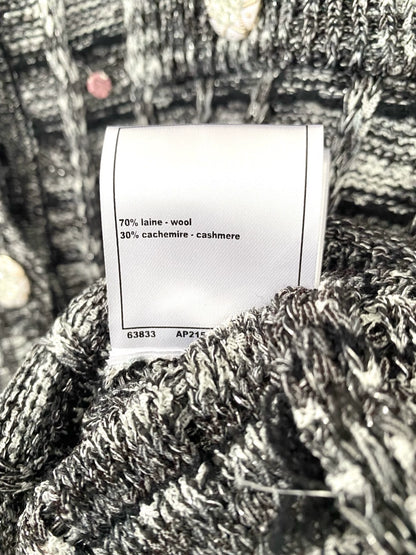 70% laine - wool
30% cachemire - cashmere
63833 AP215